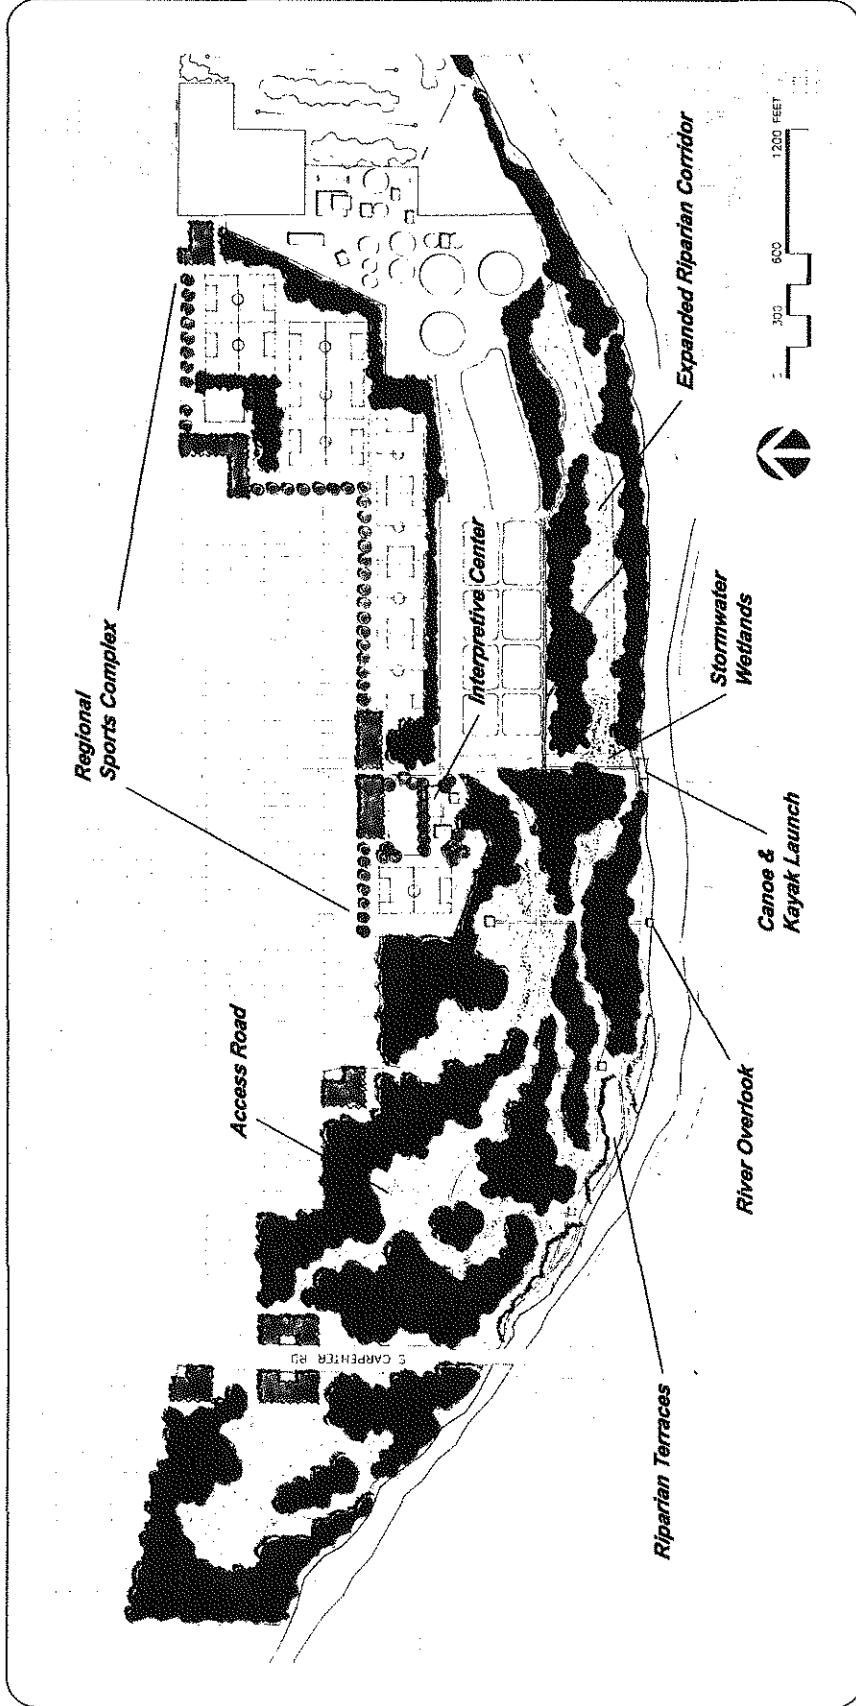 Regional
Sports Complex
Access Road
Interpretive Center
S CARPENTER RD
Expanded Riparian Corridor
Stormwater
Wetlands
Canoe &
Kayak Launch
River Overlook
Riparian Terraces
0 300 600 1200 FEET